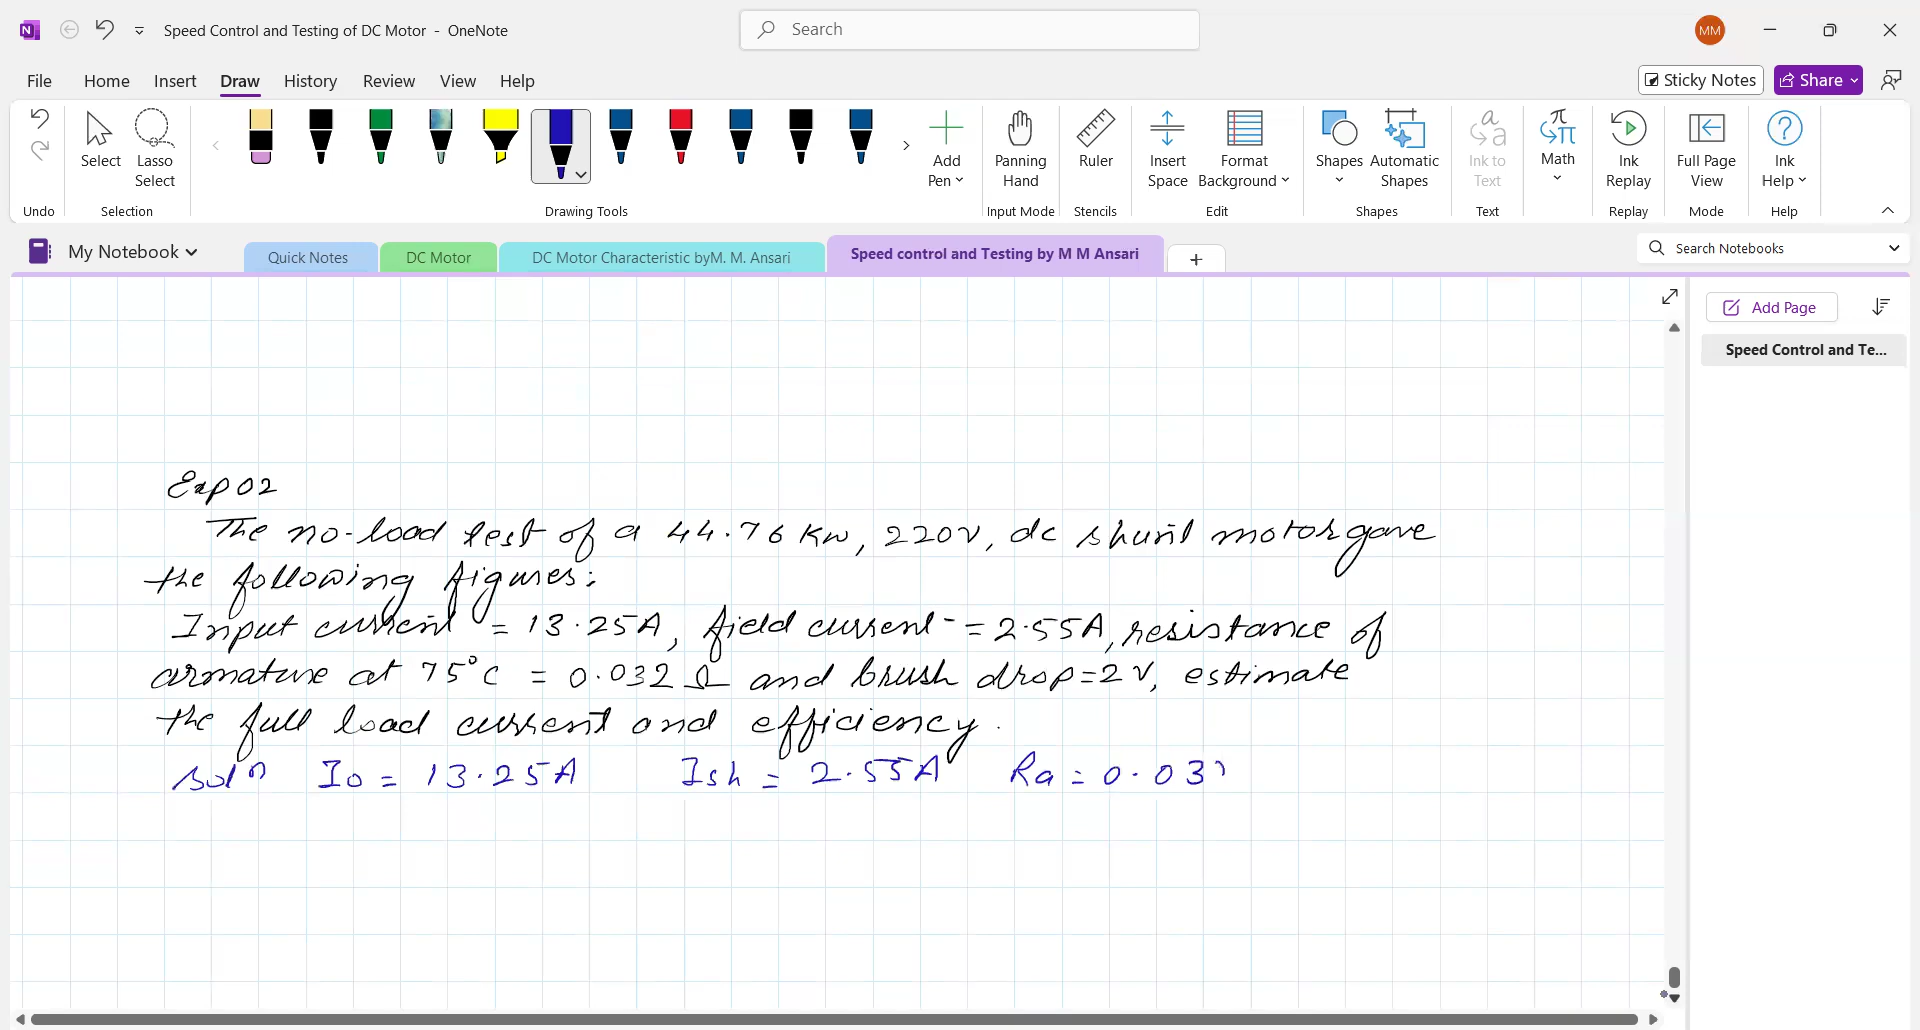 Speed Control and Testing of DC Motor - OneNote
Search
MM
File Home Insert Draw History Review View Help
Sticky Notes Share
Select Lasso Select
Add Pen Panning Hand Ruler Insert Space Format Background Shapes Automatic Shapes Ink to Text Math Ink Replay Full Page View Ink Help
Undo Selection Drawing Tools Input Mode Stencils Edit Shapes Text Replay Mode Help
My Notebook Quick Notes DC Motor DC Motor Characteristic byM. M. Ansari Speed control and Testing by M M Ansari + Search Notebooks
Add Page
Speed Control and Te...
Exp 02
The no-load test of a 44.76 Kw, 220V, dc shunt motor gave
the following figures:
Input current = 13.25A, field current = 2.55A, resistance of
armature at 75°C = 0.032 Ω and brush drop = 2V, estimate
the full load current and efficiency.
soln Io = 13.25A Ish = 2.55A Ra = 0.03